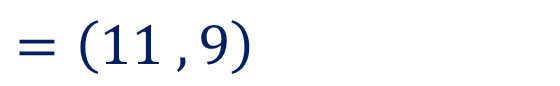 = (11 , 9)